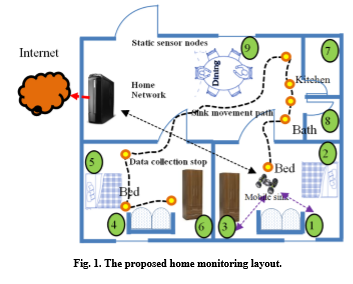 Static sensor nodes
9
7
Internet
Dining
Kitchen
Home
Network
Sink movement path
8
Bath
5
Data collection stop
Bed
2
Bed
Mobile sink
4
6
3
1
Fig. 1. The proposed home monitoring layout.